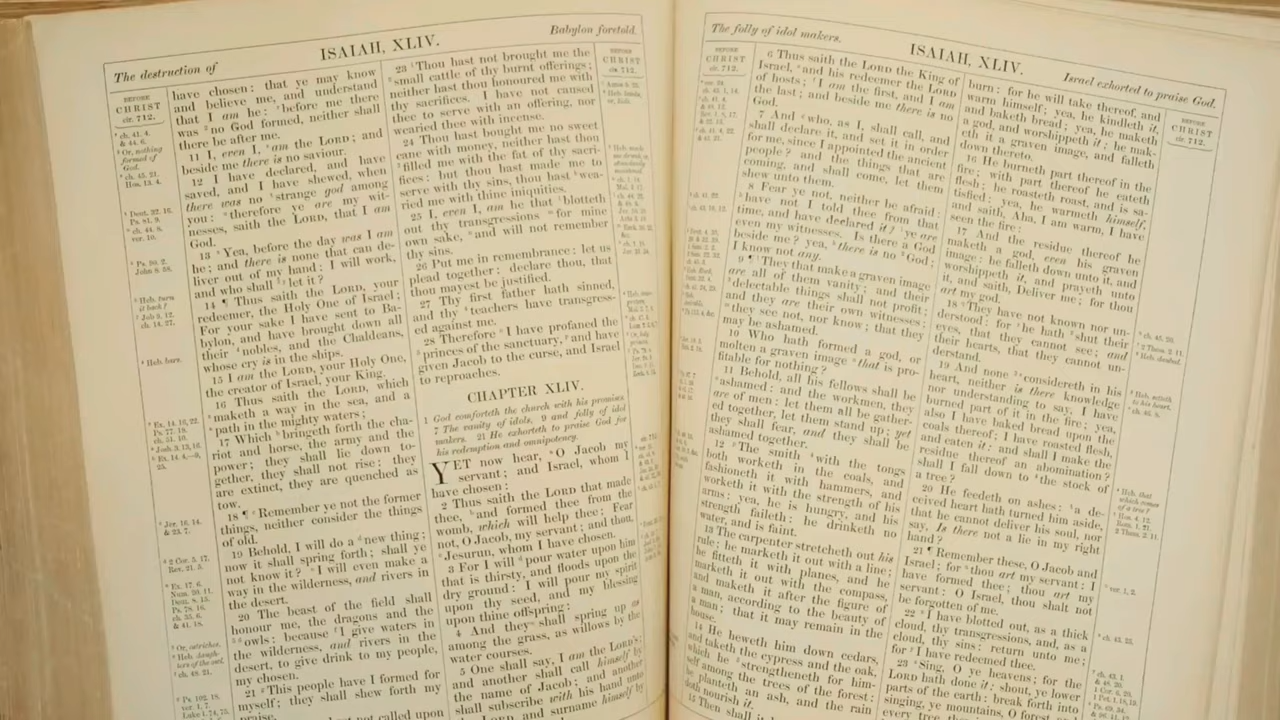 The destruction of
ISAIAH, XLIV.
Babylon foretold.
BEFORE
CHRIST
cir. 712.
have chosen: that ye may know
and believe me, and understand
that I am he: before me there
was no God formed, neither shall
there be after me.
11 I, even I, am the LORD; and
beside me there is no saviour.
12 I have declared, and have
saved, and I have shewed, when
there was no strange god among
you: therefore ye are my wit-
nesses, saith the LORD, that I am
God.
13 Yea, before the day was I am
he; and there is none that can de-
liver out of my hand: I will work,
and who shall let it?
14 ¶ Thus saith the LORD, your
redeemer, the Holy One of Israel;
For your sake I have sent to Ba-
bylon, and have brought down all
their nobles, and the Chaldeans,
whose cry is in the ships.
15 I am the LORD, your Holy One,
the creator of Israel, your King.
16 Thus saith the LORD, which
maketh a way in the sea, and a
path in the mighty waters;
17 Which bringeth forth the cha-
riot and horse, the army and the
power; they shall lie down to-
gether, they shall not rise: they
are extinct, they are quenched as
tow.
18 ¶ Remember ye not the former
things, neither consider the things
of old.
19 Behold, I will do a new thing;
now it shall spring forth; shall ye
not know it? I will even make a
way in the wilderness, and rivers in
the desert.
20 The beast of the field shall
honour me, the dragons and the
owls: because I give waters in
the wilderness, and rivers in the
desert, to give drink to my people,
my chosen.
21 This people have I formed for
myself; they shall shew forth my
praise.
not called upon
23 Thou hast not brought me the
small cattle of thy burnt offerings;
neither hast thou honoured me with
thy sacrifices. I have not caused
thee to serve with an offering, nor
wearied thee with incense.
24 Thou hast bought me no sweet
cane with money, neither hast thou
filled me with the fat of thy sacri-
fices: but thou hast made me to
serve with thy sins, thou hast wea-
ried me with thine iniquities.
25 I, even I, am he that blotteth
out thy transgressions for mine
own sake, and will not remember
thy sins.
26 Put me in remembrance: let us
plead together: declare thou, that
thou mayest be justified.
27 Thy first father hath sinned,
and thy teachers have transgress-
ed against me.
28 Therefore I have profaned the
princes of the sanctuary, and have
given Jacob to the curse, and Israel
to reproaches.
CHAPTER XLIV.
1 God comforteth the church with his promises.
7 The vanity of idols, 9 and folly of idol
makers. 21 He exhorteth to praise God for
his redemption and omnipotency.
YET now hear, O Jacob my
servant; and Israel, whom I
have chosen:
2 Thus saith the LORD that made
thee, and formed thee from the
womb, which will help thee; Fear
not, O Jacob, my servant; and thou,
Jesurun, whom I have chosen.
3 For I will pour water upon him
that is thirsty, and floods upon the
dry ground: I will pour my spirit
upon thy seed, and my blessing
upon thine offspring:
4 And they shall spring up as
among the grass, as willows by the
water courses.
5 One shall say, I am the LORD'S;
and another shall call himself by
the name of Jacob; and another
shall subscribe with his hand unto
the LORD, and surname himself by
The folly of idol makers.
ISAIAH, XLIV.
Israel exhorted to praise God.
BEFORE
CHRIST
cir. 712.
6 Thus saith the LORD the King of
Israel, and his redeemer the LORD
of hosts; I am the first, and I am
the last; and beside me there is no
God.
7 And who, as I, shall call, and
shall declare it, and set it in order
for me, since I appointed the ancient
people? and the things that are
coming, and shall come, let them
shew unto them.
8 Fear ye not, neither be afraid:
have not I told thee from that
time, and have declared it? ye are
even my witnesses. Is there a God
beside me? yea, there is no God;
I know not any.
9 ¶ They that make a graven image
are all of them vanity; and their
delectable things shall not profit;
and they are their own witnesses;
they see not, nor know; that they
may be ashamed.
10 Who hath formed a god, or
molten a graven image that is pro-
fitable for nothing?
11 Behold, all his fellows shall be
ashamed: and the workmen, they
are of men: let them all be gather-
ed together, let them stand up; yet
they shall fear, and they shall be
ashamed together.
12 The smith with the tongs
both worketh in the coals, and
fashioneth it with hammers, and
worketh it with the strength of his
arms: yea, he is hungry, and his
strength faileth: he drinketh no
water, and is faint.
13 The carpenter stretcheth out his
rule; he marketh it out with a line;
he fitteth it with planes, and he
marketh it out with the compass,
and maketh it after the figure of
a man, according to the beauty of
a man; that it may remain in the
house.
14 He heweth him down cedars,
and taketh the cypress and the oak,
which he strengtheneth for him-
self among the trees of the forest:
he planteth an ash, and the rain
doth nourish it.
15 Then shall it
burn: for he will take thereof, and
warm himself; yea, he kindleth it,
and baketh bread; yea, he maketh
a god, and worshippeth it; he mak-
eth it a graven image, and falleth
down thereto.
16 He burneth part thereof in the
fire; with part thereof he eateth
flesh; he roasteth roast, and is sa-
tisfied: yea, he warmeth himself,
and saith, Aha, I am warm, I have
seen the fire:
17 And the residue thereof he
maketh a god, even his graven
image: he falleth down unto it, and
worshippeth it, and prayeth unto
it, and saith, Deliver me; for thou
art my god.
18 They have not known nor un-
derstood: for he hath shut their
eyes, that they cannot see; and
their hearts, that they cannot un-
derstand.
19 And none considereth in his
heart, neither is there knowledge
nor understanding to say, I have
burned part of it in the fire; yea,
also I have baked bread upon the
coals thereof; I have roasted flesh,
and eaten it: and shall I make the
residue thereof an abomination?
shall I fall down to the stock of
a tree?
20 He feedeth on ashes: a de-
ceived heart hath turned him aside,
that he cannot deliver his soul, nor
say, Is there not a lie in my right
hand?
21 ¶ Remember these, O Jacob and
Israel; for thou art my servant: I
have formed thee; thou art my
servant: O Israel, thou shalt not
be forgotten of me.
22 I have blotted out, as a thick
cloud, thy transgressions, and, as a
cloud, thy sins: return unto me;
for I have redeemed thee.
23 Sing, O ye heavens; for the
LORD hath done it: shout, ye lower
parts of the earth: break forth into
singing, ye mountains, O forest, and
every tree
BEFORE
CHRIST
cir. 712.